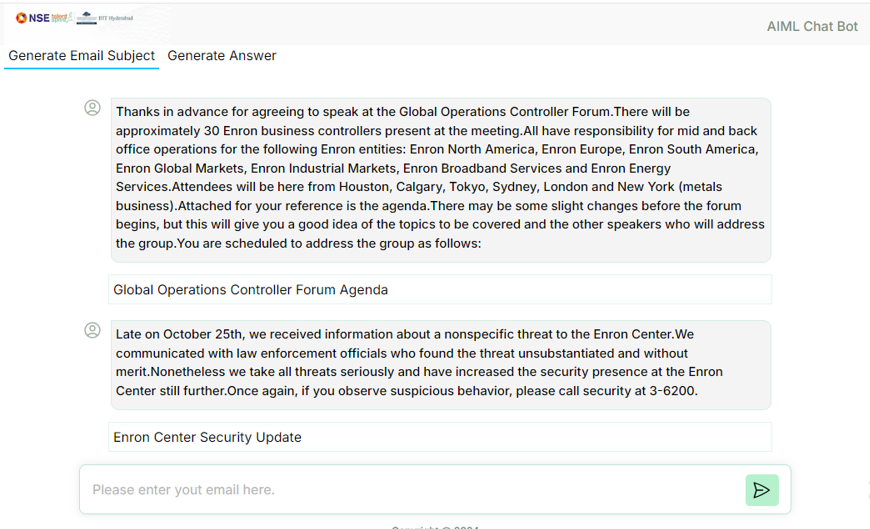 NSE talent sprint IIIT Hyderabad
AIML Chat Bot
Generate Email Subject Generate Answer
Thanks in advance for agreeing to speak at the Global Operations Controller Forum.There will be
approximately 30 Enron business controllers present at the meeting.All have responsibility for mid and back
office operations for the following Enron entities: Enron North America, Enron Europe, Enron South America,
Enron Global Markets, Enron Industrial Markets, Enron Broadband Services and Enron Energy
Services.Attendees will be here from Houston, Calgary, Tokyo, Sydney, London and New York (metals
business).Attached for your reference is the agenda.There may be some slight changes before the forum
begins, but this will give you a good idea of the topics to be covered and the other speakers who will address
the group.You are scheduled to address the group as follows:
Global Operations Controller Forum Agenda
Late on October 25th, we received information about a nonspecific threat to the Enron Center.We
communicated with law enforcement officials who found the threat unsubstantiated and without
merit.Nonetheless we take all threats seriously and have increased the security presence at the Enron
Center still further.Once again, if you observe suspicious behavior, please call security at 3-6200.
Enron Center Security Update
Please enter yout email here.